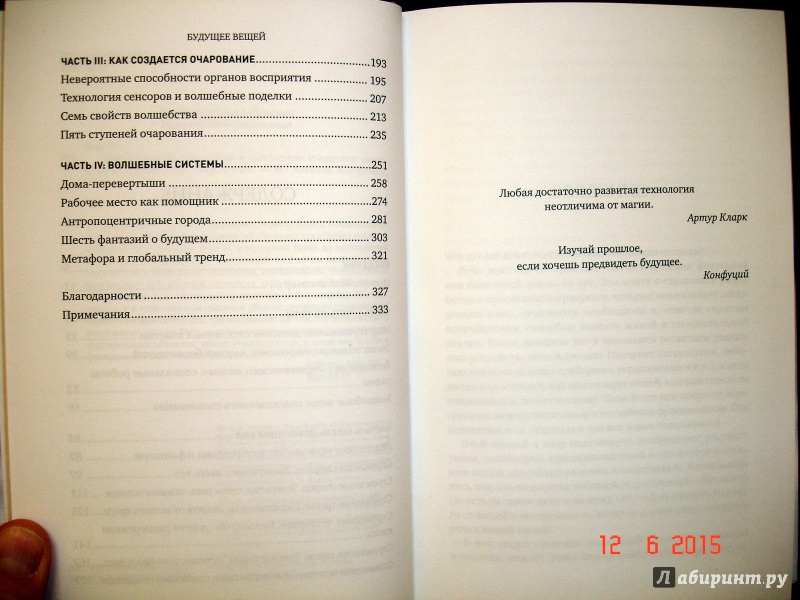 БУДУЩЕЕ ВЕЩЕЙ
ЧАСТЬ III: КАК СОЗДАЕТСЯ ОЧАРОВАНИЕ 193
Невероятные способности органов восприятия 195
Технология сенсоров и волшебные поделки 207
Семь свойств волшебства 213
Пять ступеней очарования 235
ЧАСТЬ IV: ВОЛШЕБНЫЕ СИСТЕМЫ 251
Дома-перевертыши 258
Рабочее место как помощник 274
Антропоцентричные города 281
Шесть фантазий о будущем 303
Метафора и глобальный тренд 321
Благодарности 327
Примечания 333
Любая достаточно развитая технология
неотличима от магии.
Артур Кларк
Изучай прошлое,
если хочешь предвидеть будущее.
Конфуций
12 6 2015
Лабиринт.ру